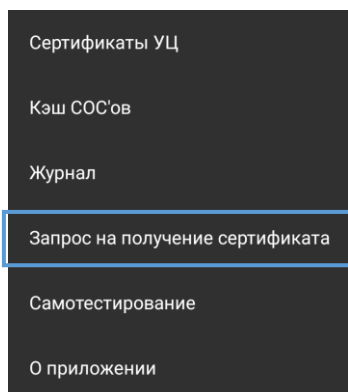 Сертификаты УЦ
Кэш СОС'ов
Журнал
Запрос на получение сертификата
Самотестирование
О приложении